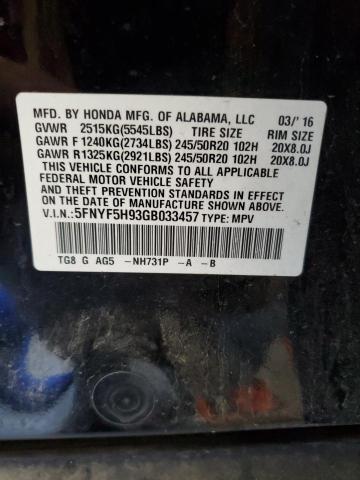 MFD. BY HONDA MFG. OF ALABAMA, LLC 03/'16
GVWR 2515KG(5545LBS) TIRE SIZE RIM SIZE
GAWR F 1240KG(2734LBS) 245/50R20 102H 20X8.0J
GAWR R1325KG(2921LBS) 245/50R20 102H 20X8.0J
THIS VEHICLE CONFORMS TO ALL APPLICABLE
FEDERAL MOTOR VEHICLE SAFETY AND
THEFT PREVENTION STANDARDS IN EFFECT ON
THE DATE OF MANUFACTURE SHOWN ABOVE.
V.I.N.:5FNYF5H93GB033457 TYPE: MPV
TG8 G AG5 -NH731P -A -B